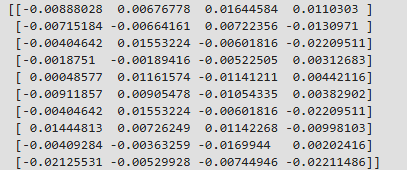 [[-0.00888028 0.00676778 0.01644584 0.0110303 ]
[-0.00715184 -0.00664161 0.00722356 -0.0130971 ]
[-0.00404642 0.01553224 -0.00601816 -0.02209511]
[-0.0018751 -0.00189416 -0.00522505 0.00312683]
[ 0.00048577 0.01161574 -0.01141211 0.00442116]
[-0.00911857 0.00905478 -0.01054335 0.00382902]
[-0.00404642 0.01553224 -0.00601816 -0.02209511]
[ 0.01444813 0.00726249 0.01142268 -0.00998103]
[-0.00409284 -0.00363259 -0.0169944 0.00202416]
[-0.02125531 -0.00529928 -0.00744946 -0.02211486]]